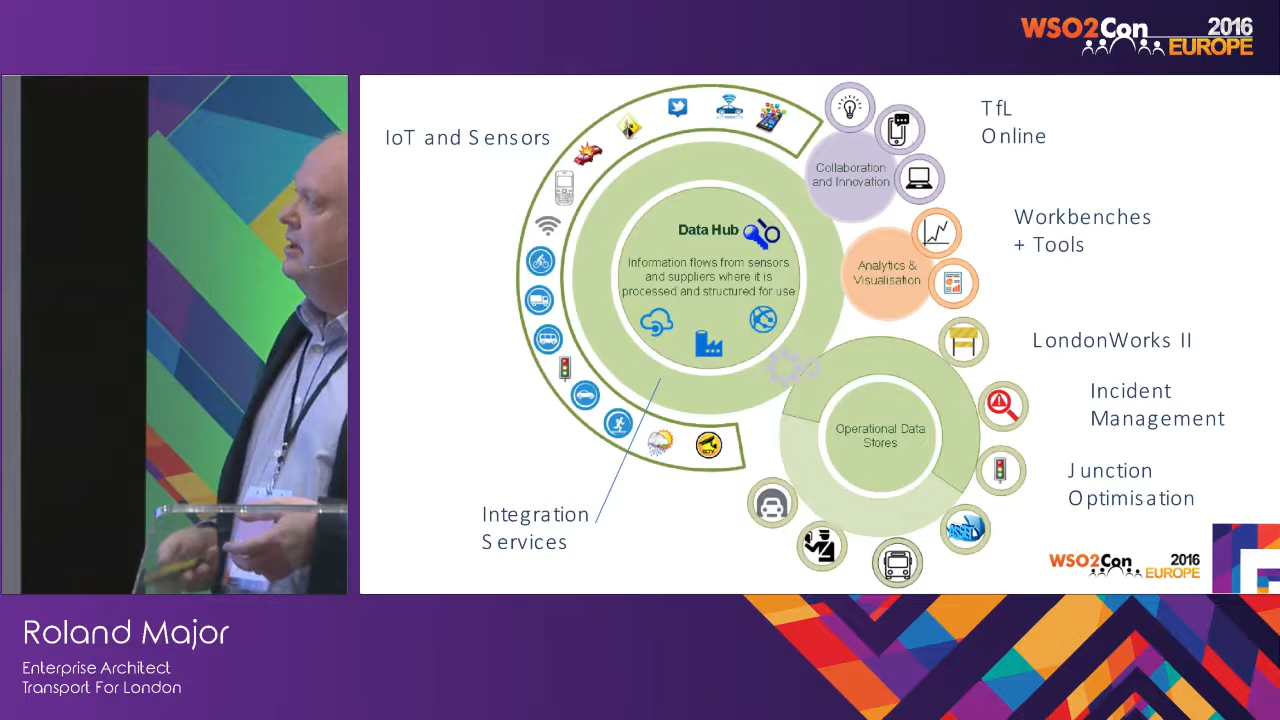 WSO2Con 2016
EUROPE
IoT and Sensors
TfL
Online
Collaboration
and Innovation
Workbenches
+ Tools
Data Hub
Information flows from sensors
and suppliers where it is
processed and structured for use
Analytics &
Visualisation
LondonWorks II
Incident
Management
Operational Data
Stores
Junction
Optimisation
CCTV
ASSET
Integration
Services
WSO2Con 2016
EUROPE
Roland Major
Enterprise Architect
Transport For London